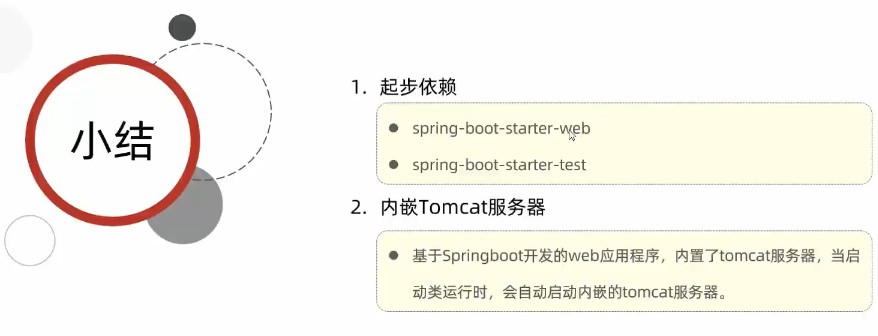 小结
1. 起步依赖
spring-boot-starter-web
spring-boot-starter-test
2. 内嵌Tomcat服务器
基于Springboot开发的web应用程序，内置了tomcat服务器，当启
动类运行时，会自动启动内嵌的tomcat服务器。